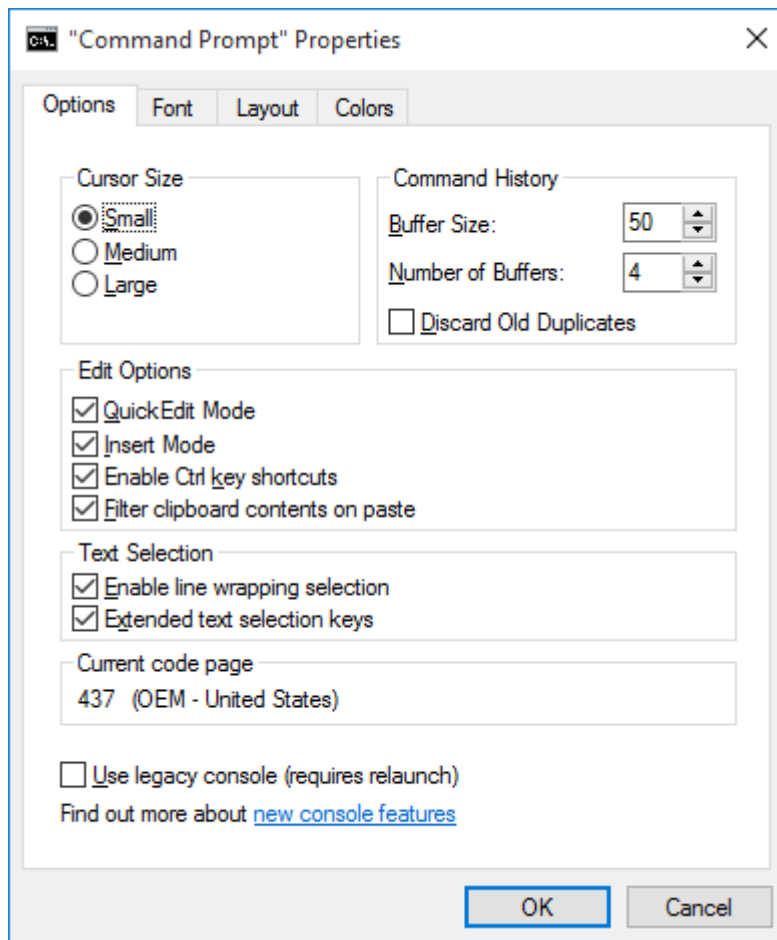 "Command Prompt" Properties
Options Font Layout Colors
Cursor Size
Small
Medium
Large
Command History
Buffer Size: 50
Number of Buffers: 4
Discard Old Duplicates
Edit Options
QuickEdit Mode
Insert Mode
Enable Ctrl key shortcuts
Filter clipboard contents on paste
Text Selection
Enable line wrapping selection
Extended text selection keys
Current code page
437 (OEM - United States)
Use legacy console (requires relaunch)
Find out more about new console features
OK Cancel